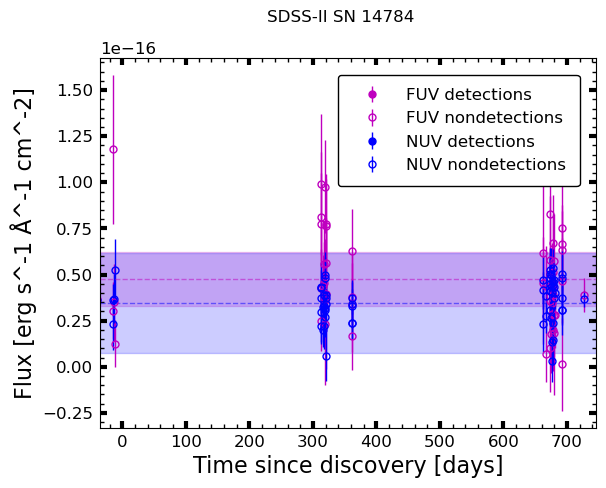 SDSS-II SN 14784
1e−16
FUV detections
FUV nondetections
NUV detections
NUV nondetections
1.50
1.25
1.00
0.75
0.50
0.25
0.00
−0.25
Flux [erg s^-1 Å^-1 cm^-2]
0 100 200 300 400 500 600 700
Time since discovery [days]